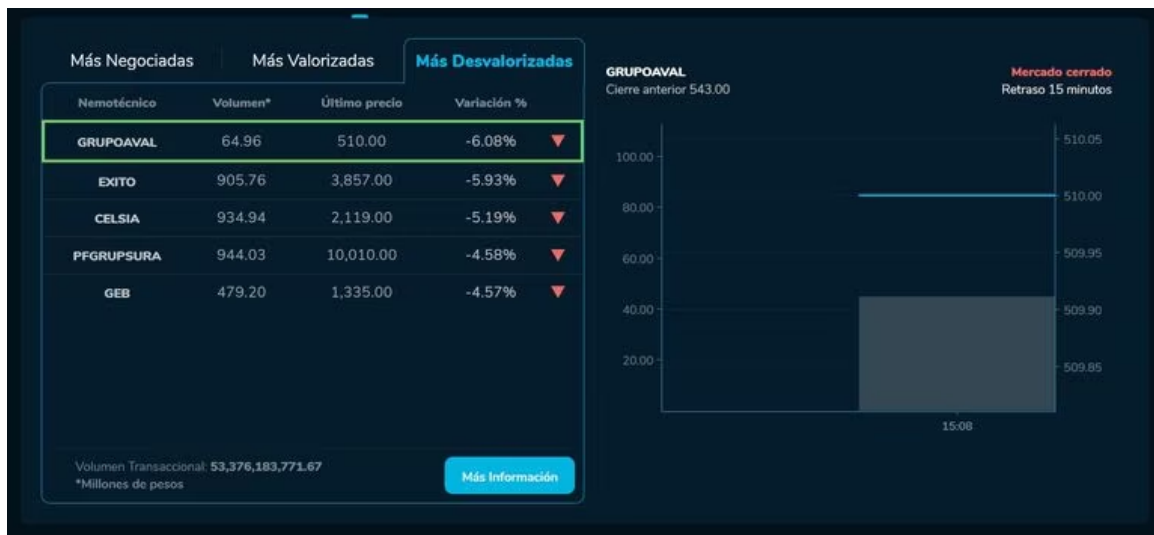 Más Negociadas
Más Valorizadas
Más Desvalorizadas
Nemotécnico Volumen* Último precio Variación %
GRUPOAVAL 64.96 510.00 -6.08%
EXITO 905.76 3,857.00 -5.93%
CELSIA 934.94 2,119.00 -5.19%
PFGRUPSURA 944.03 10,010.00 -4.58%
GEB 479.20 1,335.00 -4.57%
Volumen Transaccional: 53,376,183,771.67
*Millones de pesos
Más Información
GRUPOAVAL
Cierre anterior 543.00
Mercado cerrado
Retraso 15 minutos
100.00
80.00
60.00
40.00
20.00
510.05
510.00
509.95
509.90
509.85
15:08